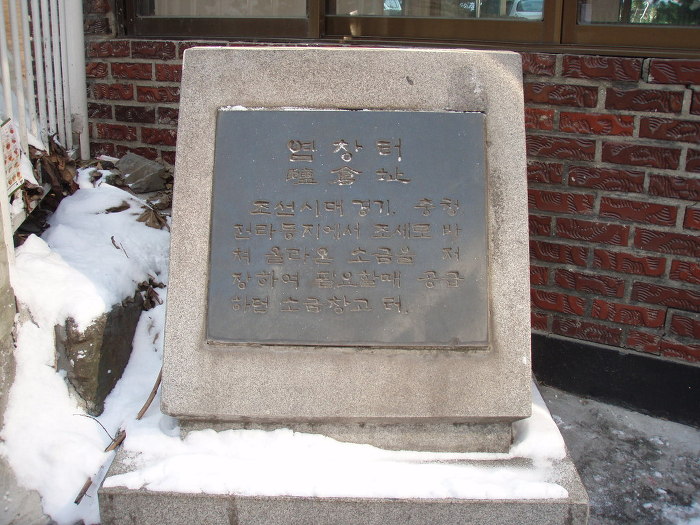 염창터
鹽倉址
조선시대 경기, 충청
전라등지에서 조세로 바
쳐 올라온 소금을 저
장하여 필요할때 공급
하던 소금창고 터.